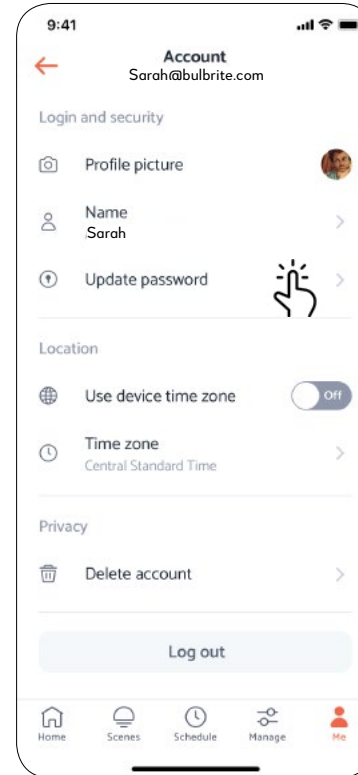 9:41
Account
Sarah@bulbrite.com
Login and security
Profile picture
Name
Sarah
Update password
Location
Use device time zone
Off
Time zone
Central Standard Time
Privacy
Delete account
Log out
Home Scenes Schedule Manage Me